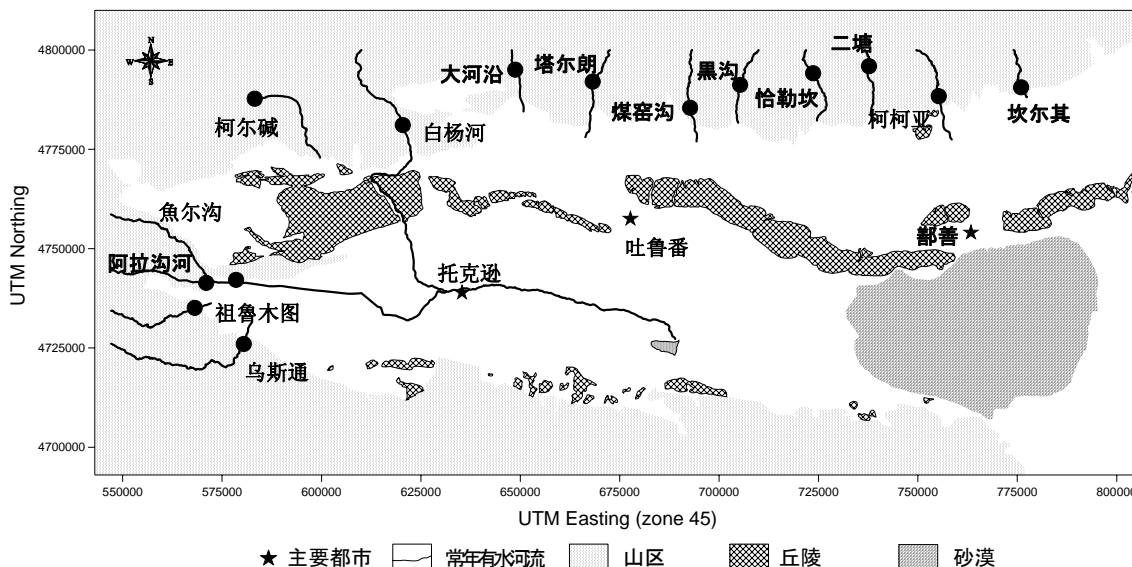 N
W E
S
UTM Northing
4800000
4775000
4750000
4725000
4700000
大河沿
塔尔朗
煤窑沟
黒沟
恰勒坎
二塘
柯柯亚
坎尔其
柯尔碱
白杨河
魚尔沟
阿拉沟河
祖魯木图
乌斯通
托克逊
吐鲁番
鄯善
550000
575000
600000
625000
650000
675000
700000
725000
750000
775000
800000
UTM Easting (zone 45)
主要都市 常年有水河流 山区 丘陵 砂漠